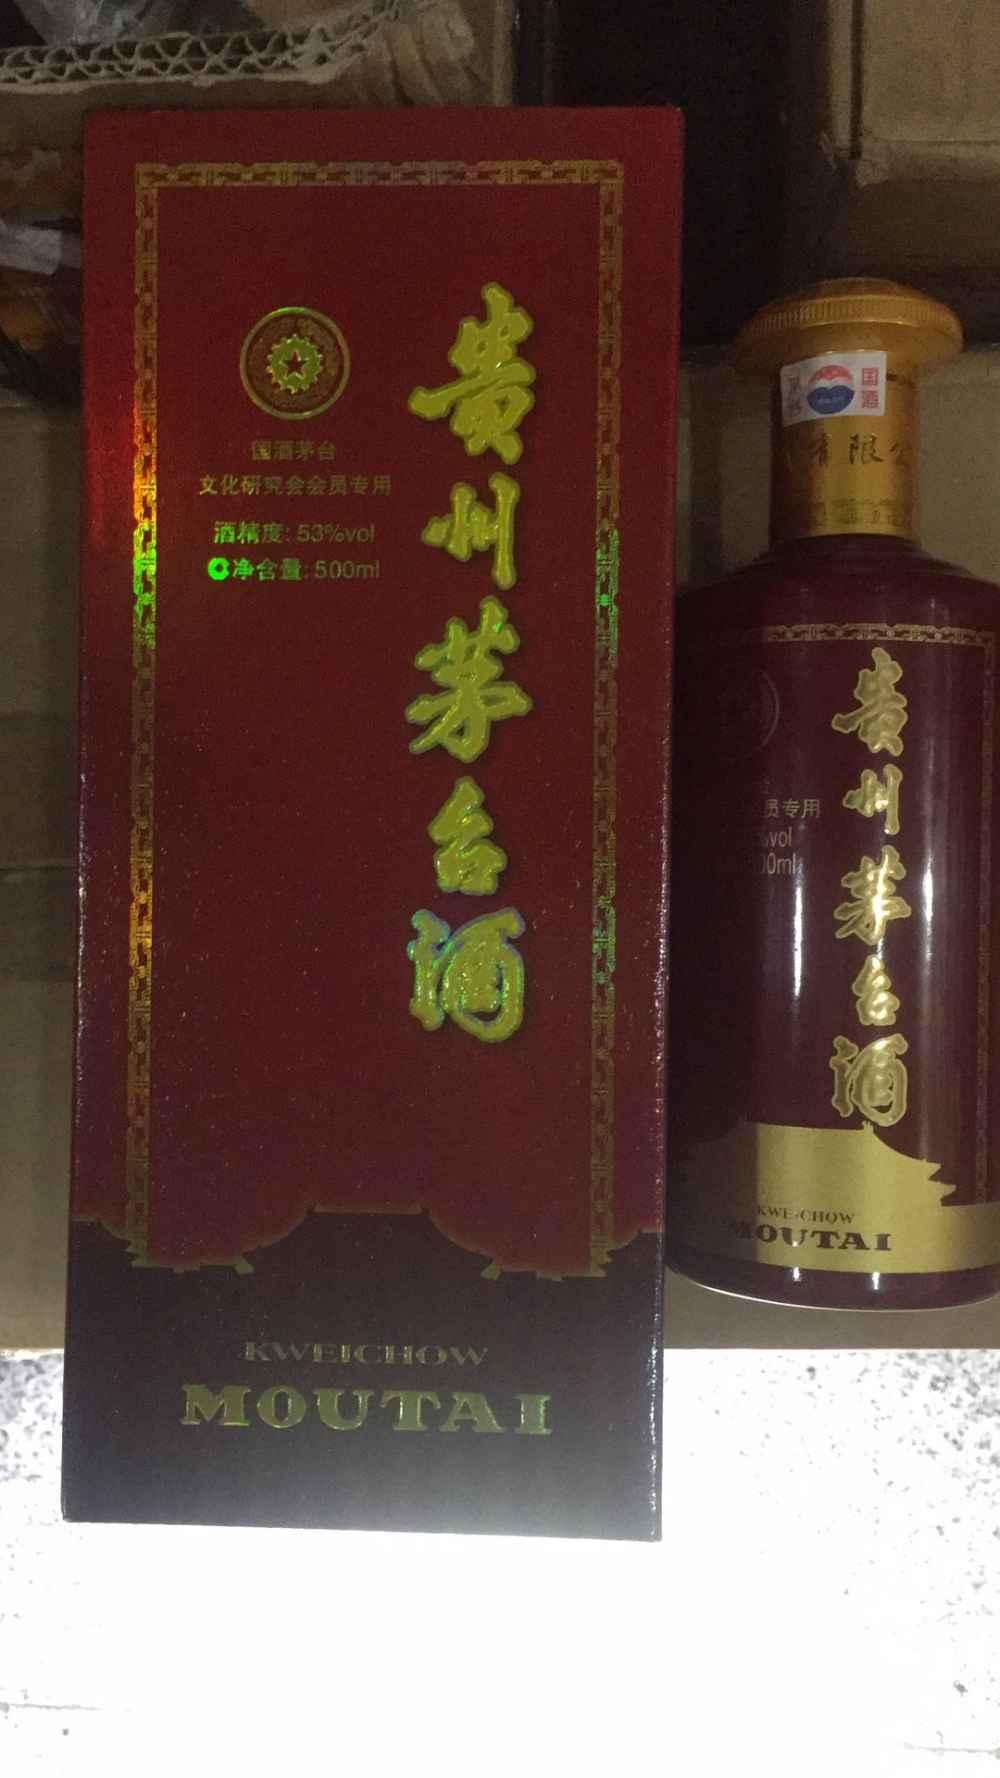 贵州茅台酒
国酒茅台
文化研究会会员专用
酒精度: 53%vol
净含量: 500ml
KWEICHOW
MOUTAI
国酒
有限公
贵州茅台酒
员专用
%vol
00ml
KWEICHOW
MOUTAI